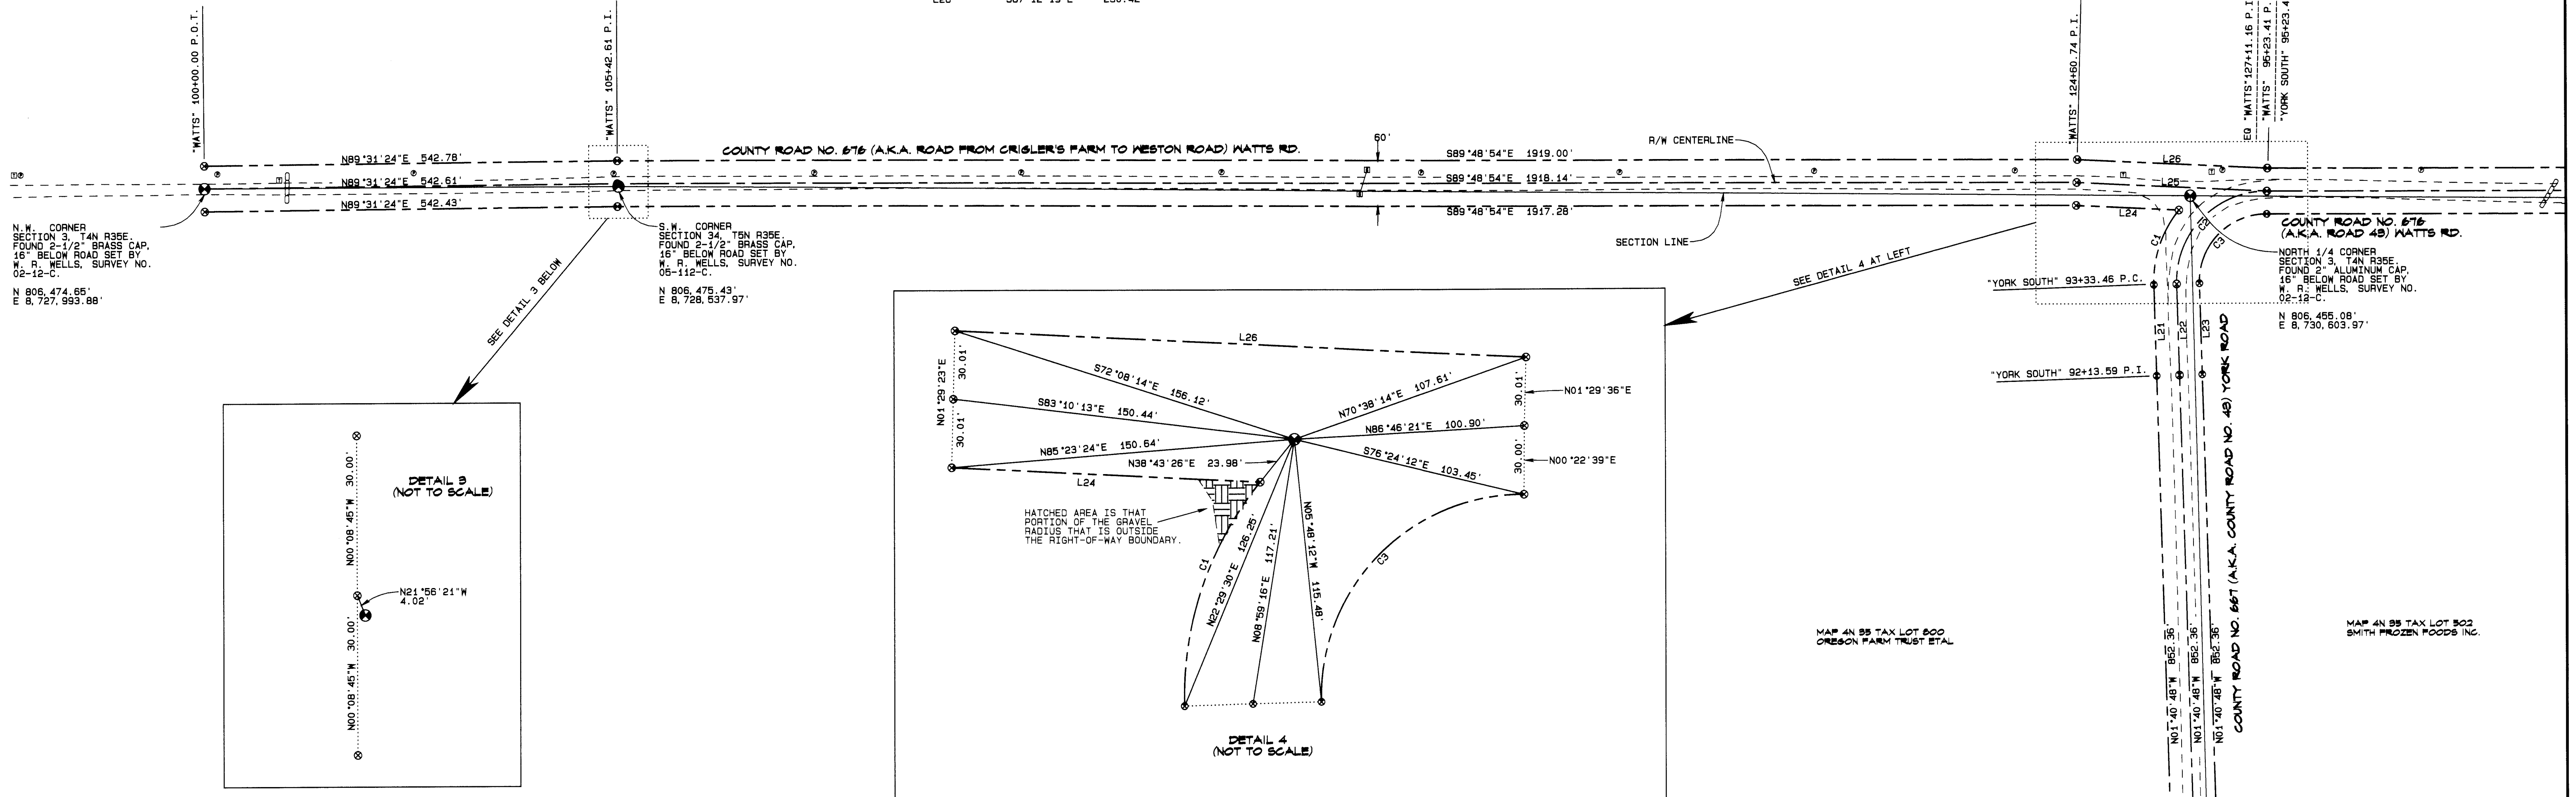 "WATTS" 100+00.00 P.O.T.
"WATTS" 105+42.61 P.I.
"WATTS" 124+60.74 P.I.
EQ "WATTS" 127+11.16 P.I
"WATTS" 95+23.41 P.
"YORK SOUTH" 95+23.4
N89°31'24"E 542.78'
N89°31'24"E 542.61'
N89°31'24"E 542.43'
COUNTY ROAD NO. 676 (A.K.A. ROAD FROM CRIGLER'S FARM TO WESTON ROAD) WATTS RD.
60'
S89°48'54"E 1919.00'
S89°48'54"E 1918.14'
S89°48'54"E 1917.28'
R/W CENTERLINE
SECTION LINE
L26
L25
L24
C1
C2
C3
N.W. CORNER
SECTION 3, T4N R35E.
FOUND 2-1/2" BRASS CAP,
16" BELOW ROAD SET BY
W. R. WELLS, SURVEY NO.
02-12-C.
N 806,474.65'
E 8,727,993.88'
S.W. CORNER
SECTION 34, T5N R35E.
FOUND 2-1/2" BRASS CAP,
16" BELOW ROAD SET BY
W. R. WELLS, SURVEY NO.
05-112-C.
N 806,475.43'
E 8,728,537.97'
COUNTY ROAD NO. 676
(A.K.A. ROAD 43) WATTS RD.
NORTH 1/4 CORNER
SECTION 3, T4N R35E.
FOUND 2" ALUMINUM CAP,
16" BELOW ROAD SET BY
W. R. WELLS, SURVEY NO.
02-12-C.
N 806,455.08'
E 8,730,603.97'
SEE DETAIL 3 BELOW
SEE DETAIL 4 AT LEFT
"YORK SOUTH" 93+33.46 P.C.
"YORK SOUTH" 92+13.59 P.I.
L21
L22
L23
N01°40'48"W 852.36'
N01°40'48"W 852.36'
N01°40'48"W 852.36'
COUNTY ROAD NO. 667 (A.K.A. COUNTY ROAD NO. 43) YORK ROAD
DETAIL 3
(NOT TO SCALE)
N00°08'45"W 30.00'
N00°08'45"W 30.00'
N21°56'21"W
4.02'
L26
N01°29'23"E
30.01'
30.01'
S72°08'14"E 156.12'
S83°10'13"E 150.44'
N85°23'24"E 150.64'
N38°43'26"E 23.98'
N70°38'14"E 107.61'
N86°46'21"E 100.90'
S76°24'12"E 103.45'
30.01'
30.00'
N01°29'36"E
N00°22'39"E
L24
HATCHED AREA IS THAT
PORTION OF THE GRAVEL
RADIUS THAT IS OUTSIDE
THE RIGHT-OF-WAY BOUNDARY.
C1
N22°29'30"E 126.25'
N08°59'16"E 117.21'
N05°48'12"W 115.48'
C3
DETAIL 4
(NOT TO SCALE)
MAP 4N 35 TAX LOT 500
OREGON FARM TRUST ETAL
MAP 4N 35 TAX LOT 502
SMITH FROZEN FOODS INC.